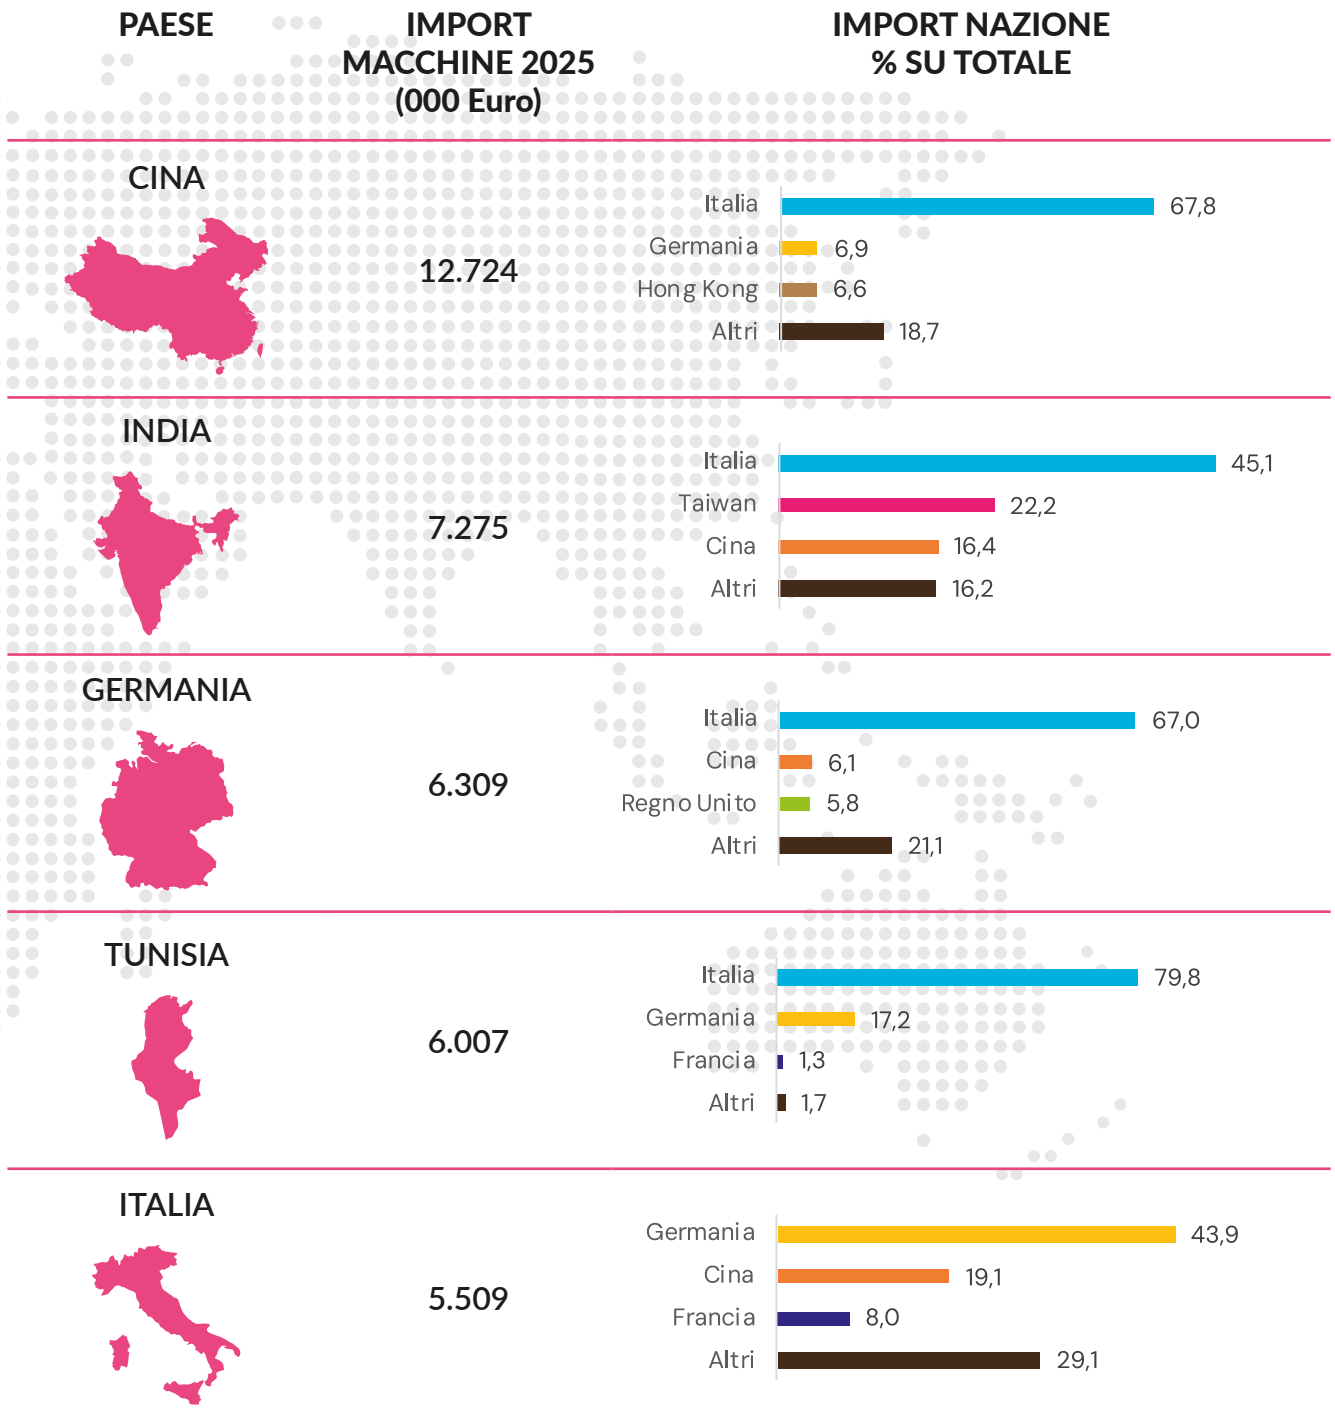 PAESE
IMPORT
MACCHINE 2025
(000 Euro)
IMPORT NAZIONE
% SU TOTALE
CINA
12.724
Italia 67,8
Germania 6,9
Hong Kong 6,6
Altri 18,7
INDIA
7.275
Italia 45,1
Taiwan 22,2
Cina 16,4
Altri 16,2
GERMANIA
6.309
Italia 67,0
Cina 6,1
Regno Unito 5,8
Altri 21,1
TUNISIA
6.007
Italia 79,8
Germania 17,2
Francia 1,3
Altri 1,7
ITALIA
5.509
Germania 43,9
Cina 19,1
Francia 8,0
Altri 29,1